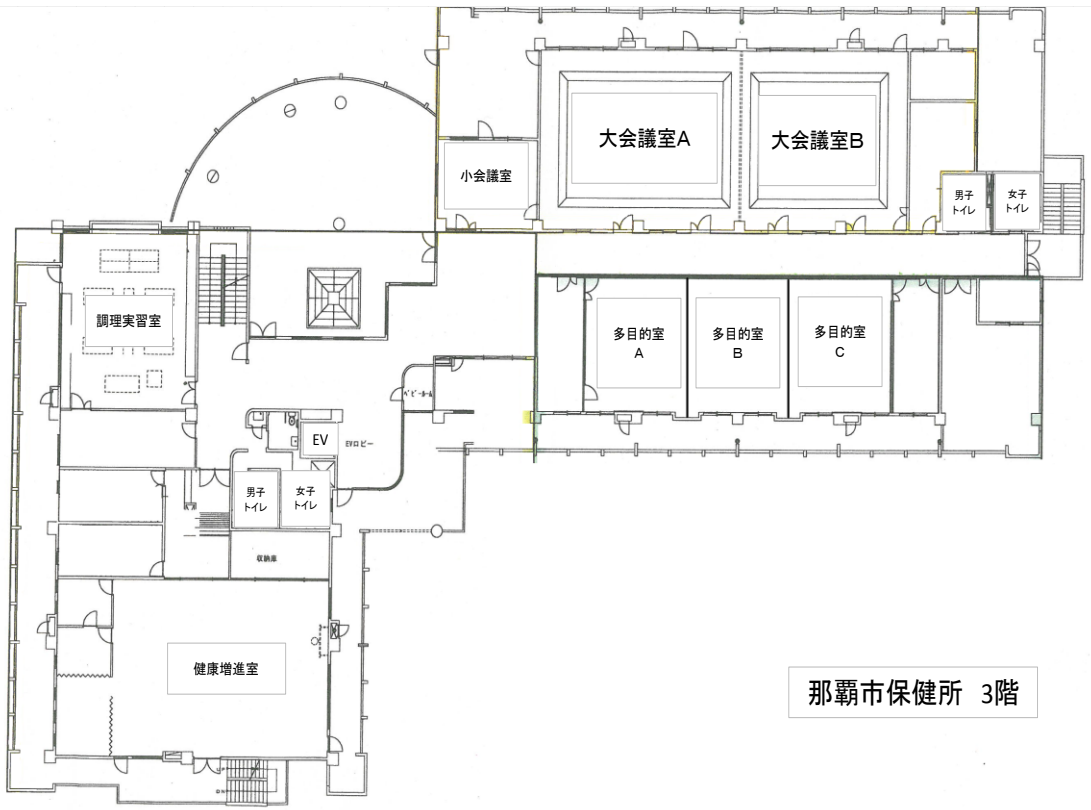 大会議室A
大会議室B
小会議室
男子
トイレ
女子
トイレ
調理実習室
多目的室
A
多目的室
B
多目的室
C
ベビールーム
EV
EVロビー
男子
トイレ
女子
トイレ
収納庫
健康増進室
那覇市保健所 3階
UP
DN